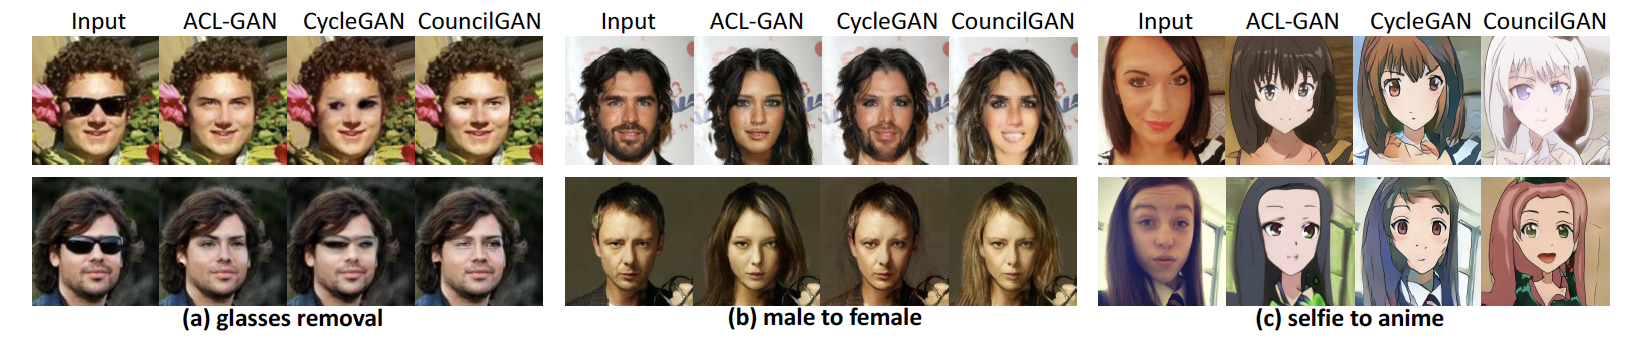 Input ACL-GAN CycleGAN CouncilGAN
Input ACL-GAN CycleGAN CouncilGAN
Input ACL-GAN CycleGAN CouncilGAN
(a) glasses removal
(b) male to female
(c) selfie to anime